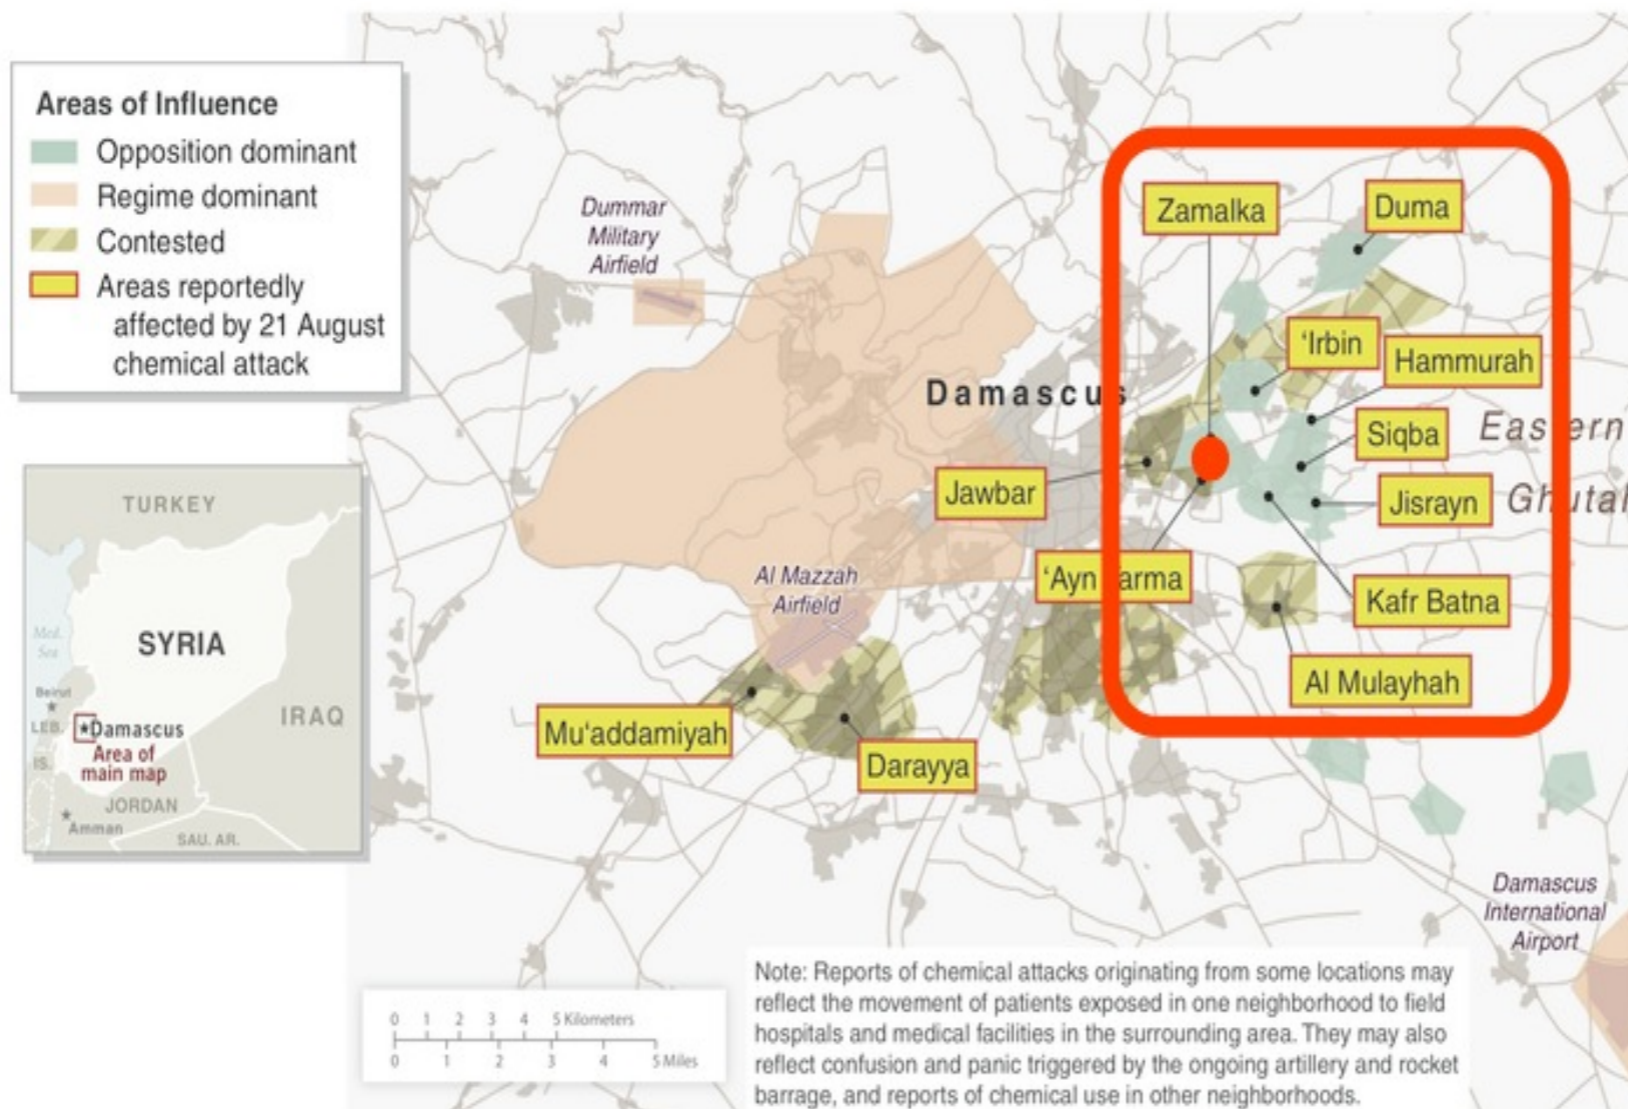 Areas of Influence
Opposition dominant
Regime dominant
Contested
Areas reportedly
affected by 21 August
chemical attack
TURKEY
Med.
Sea
SYRIA
Beirut
LEB.
Damascus
IRAQ
IS.
Area of
main map
JORDAN
Amman
SAU. AR.
Dummar
Military
Airfield
Zamalka
Duma
'Irbin
Hammurah
Damascus
Siqba
Eastern
Jawbar
Jisrayn
Ghutah
'Ayn arma
Al Mazzah
Airfield
Kafr Batna
Al Mulayhah
Mu'addamiyah
Darayya
Damascus
International
Airport
0 1 2 3 4 5 Kilometers
0 1 2 3 4 5 Miles
Note: Reports of chemical attacks originating from some locations may
reflect the movement of patients exposed in one neighborhood to field
hospitals and medical facilities in the surrounding area. They may also
reflect confusion and panic triggered by the ongoing artillery and rocket
barrage, and reports of chemical use in other neighborhoods.